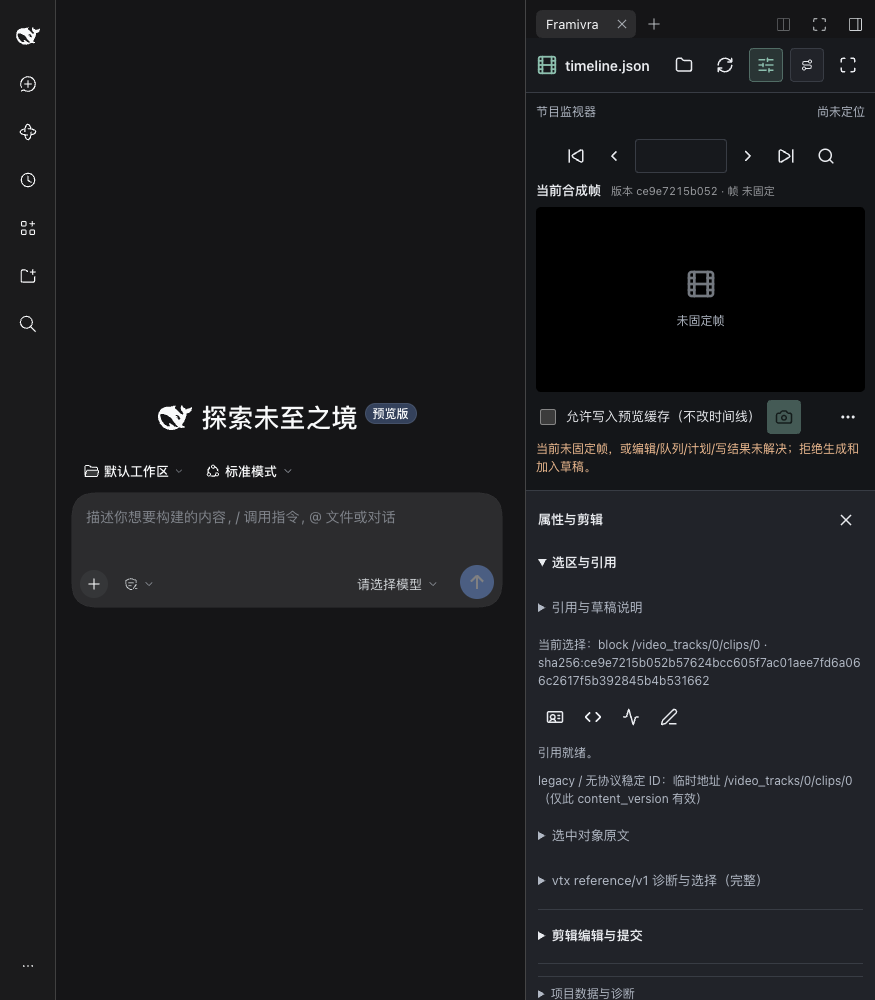 Framivra
timeline.json
节目监视器
尚未定位
当前合成帧 版本 ce9e7215b052 · 帧 未固定
未固定帧
允许写入预览缓存（不改时间线）
当前未固定帧，或编辑/队列/计划/写结果未解决；拒绝生成和
加入草稿。
探索未至之境
预览版
默认工作区
标准模式
描述你想要构建的内容, / 调用指令, @ 文件或对话
请选择模型
属性与剪辑
选区与引用
引用与草稿说明
当前选择：block /video_tracks/0/clips/0 ·
sha256:ce9e7215b052b57624bcc605f7ac01aee7fd6a06
6c2617f5b392845b4b531662
引用就绪。
legacy / 无协议稳定 ID：临时地址 /video_tracks/0/clips/0
（仅此 content_version 有效）
选中对象原文
vtx reference/v1 诊断与选择（完整）
剪辑编辑与提交
项目数据与诊断